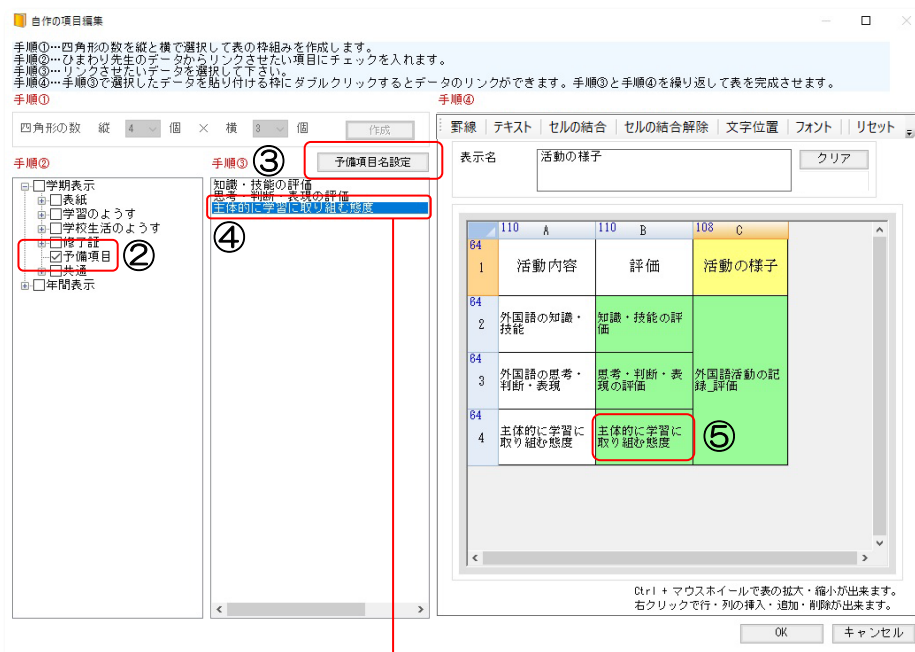 自作の項目編集
手順①…四角形の数を縦と横で選択して表の枠組みを作成します。
手順②…ひまわり先生のデータからリンクさせたい項目にチェックを入れます。
手順③…リンクさせたいデータを選択して下さい。
手順④…手順③で選択したデータを貼り付ける枠にダブルクリックするとデータのリンクができます。手順③と手順④を繰り返して表を完成させます。
手順①
四角形の数 縦 4 個 × 横 3 個 作成
手順②
学期表示
表紙
学習のようす
学校生活のようす
修了証
予備項目
共通
年間表示
②
手順③
③
予備項目名設定
知識・技能の評価
思考・判断・表現の評価
主体的に学習に取り組む態度
④
手順④
罫線 テキスト セルの結合 セルの結合解除 文字位置 フォント リセット
表示名 活動の様子 クリア
110 A 110 B 108 C
64 1 活動内容 評価 活動の様子
64 2 外国語の知識・技能 知識・技能の評価
64 3 外国語の思考・判断・表現 思考・判断・表現の評価 外国語活動の記録_評価
64 4 主体的に学習に取り組む態度 主体的に学習に取り組む態度
⑤
Ctrl + マウスホイールで表の拡大・縮小が出来ます。
右クリックで行・列の挿入・追加・削除が出来ます。
OK キャンセル